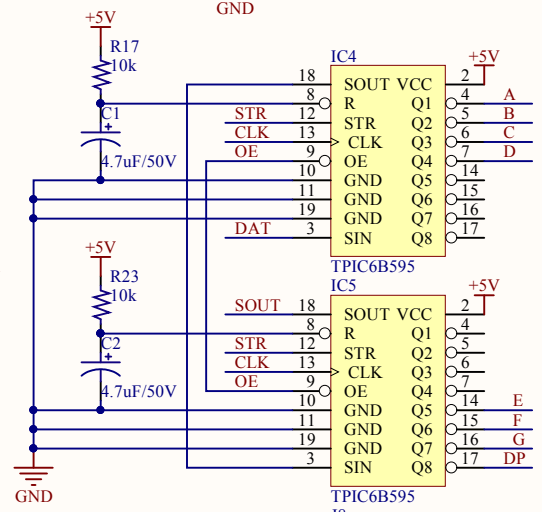 GND
+5V
R17
10k
C1
4.7uF/50V
IC4
+5V
18 SOUT VCC 2
8 R Q1 4 A
STR 12 STR Q2 5 B
CLK 13 CLK Q3 6 C
OE 9 OE Q4 7 D
10 GND Q5 14
11 GND Q6 15
19 GND Q7 16
DAT 3 SIN Q8 17
TPIC6B595
+5V
R23
10k
C2
4.7uF/50V
GND
IC5
+5V
SOUT 18 SOUT VCC 2
8 R Q1 4
STR 12 STR Q2 5
CLK 13 CLK Q3 6
OE 9 OE Q4 7
10 GND Q5 14 E
11 GND Q6 15 F
19 GND Q7 16 G
3 SIN Q8 17 DP
TPIC6B595